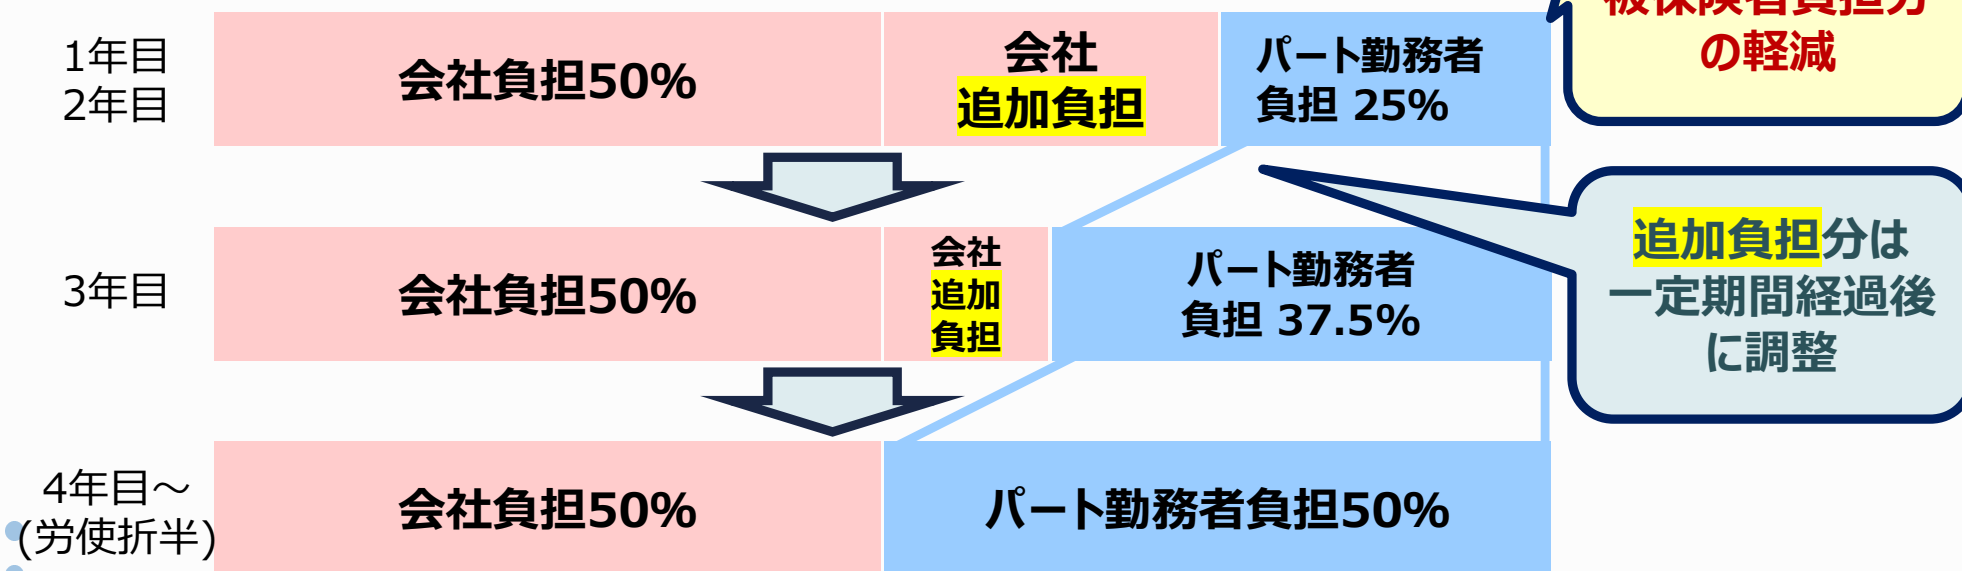 被保険者負担分
の軽減
1年目
2年目
会社負担50%
会社
追加負担
パート勤務者
負担 25%
追加負担分は
一定期間経過後
に調整
3年目
会社負担50%
会社
追加
負担
パート勤務者
負担 37.5%
4年目～
(労使折半)
会社負担50%
パート勤務者負担50%